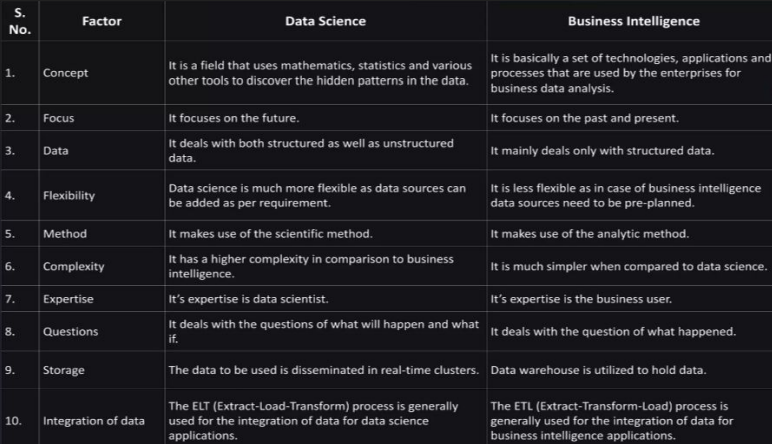 S. No. Factor Data Science Business Intelligence
1. Concept It is a field that uses mathematics, statistics and various
other tools to discover the hidden patterns in the data.
It is basically a set of technologies, applications and
processes that are used by the enterprises for
business data analysis.
2. Focus It focuses on the future. It focuses on the past and present.
3. Data It deals with both structured as well as unstructured
data.
It mainly deals only with structured data.
4. Flexibility Data science is much more flexible as data sources can
be added as per requirement.
It is less flexible as in case of business intelligence
data sources need to be pre-planned.
5. Method It makes use of the scientific method. It makes use of the analytic method.
6. Complexity It has a higher complexity in comparison to business
intelligence.
It is much simpler when compared to data science.
7. Expertise It's expertise is data scientist. It's expertise is the business user.
8. Questions It deals with the questions of what will happen and what
if.
It deals with the question of what happened.
9. Storage The data to be used is disseminated in real-time clusters. Data warehouse is utilized to hold data.
10. Integration of data The ELT (Extract-Load-Transform) process is generally
used for the integration of data for data science
applications.
The ETL (Extract-Transform-Load) process is
generally used for the integration of data for
business intelligence applications.